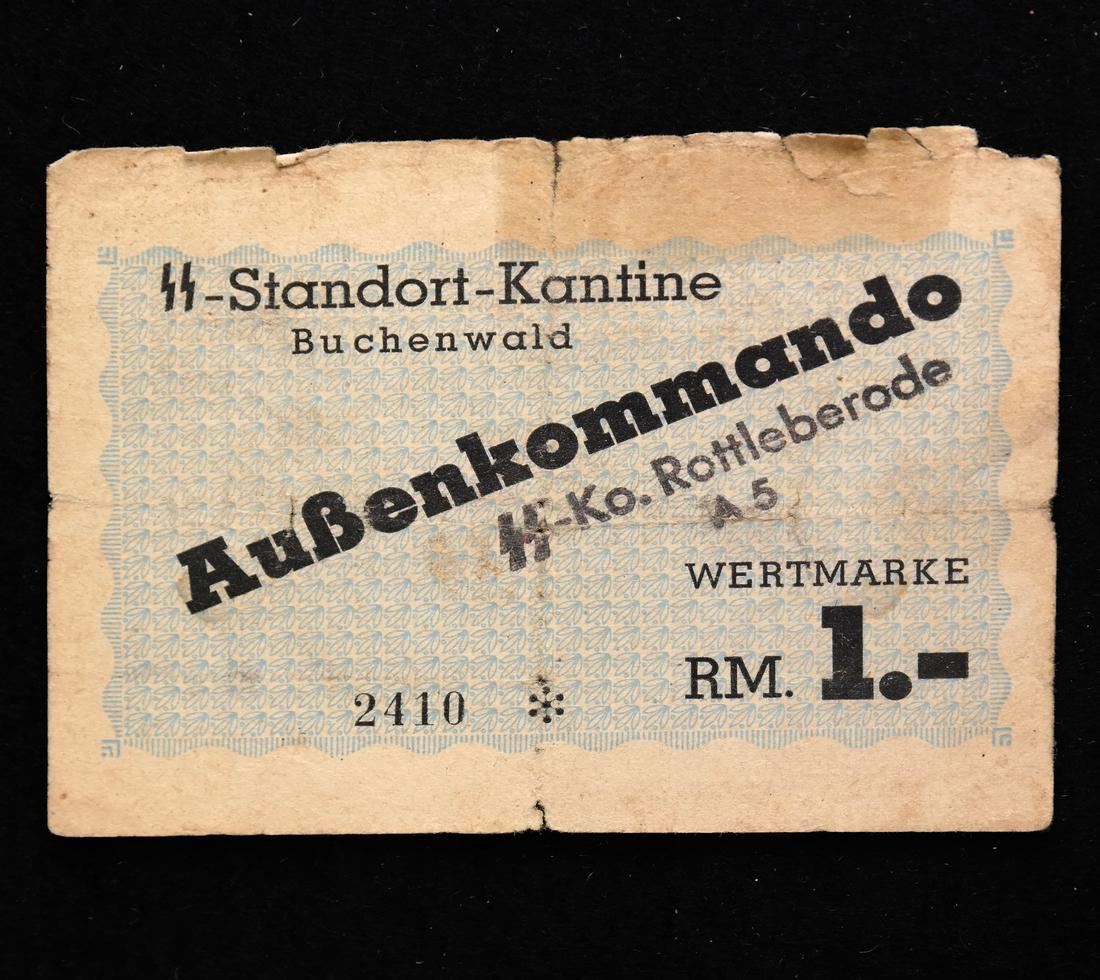 SS-Standort-Kantine
Buchenwald
Außenkommando
SS-Ko. Rottleberode
A 5
WERTMARKE
RM. 1.-
2410